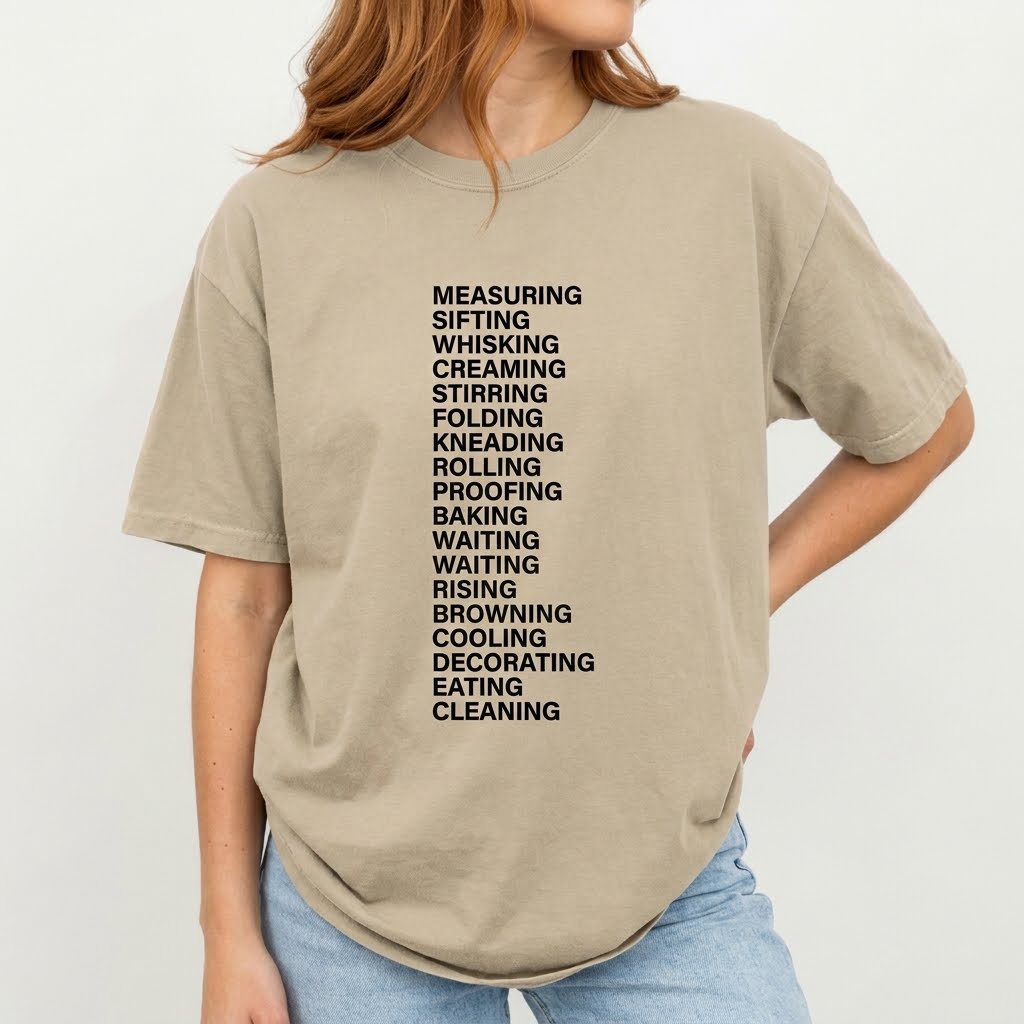 MEASURING
SIFTING
WHISKING
CREAMING
STIRRING
FOLDING
KNEADING
ROLLING
PROOFING
BAKING
WAITING
WAITING
RISING
BROWNING
COOLING
DECORATING
EATING
CLEANING